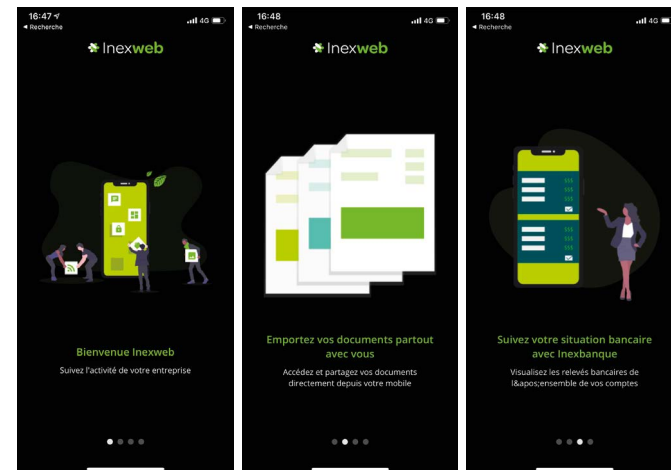 16:47
4G
◀ Recherche
Inexweb
Bienvenue Inexweb
Suivez l'activité de votre entreprise
16:48
4G
◀ Recherche
Inexweb
Emportez vos documents partout
avec vous
Accédez et partagez vos documents
directement depuis votre mobile
16:48
4G
◀ Recherche
Inexweb
$$$
$$$
$$$
$$$
$$$
$$$
Suivez votre situation bancaire
avec Inexbanque
Visualisez les relevés bancaires de
l&apos;ensemble de vos comptes